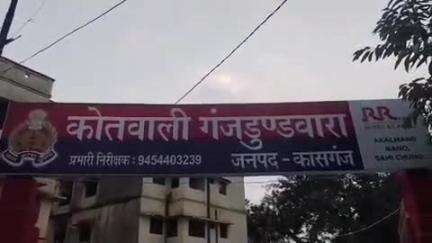 कोतवाली गंजडुण्डवारा
प्रभारी निरीक्षक : 9454403239
जनपद - कासगंज
RR